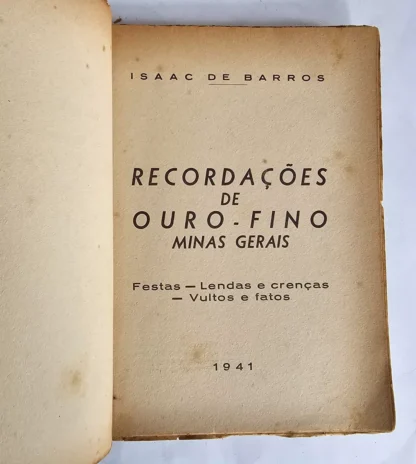 ISAAC DE BARROS
RECORDAÇÕES
DE
OURO-FINO
MINAS GERAIS
Festas — Lendas e crenças
— Vultos e fatos
1941